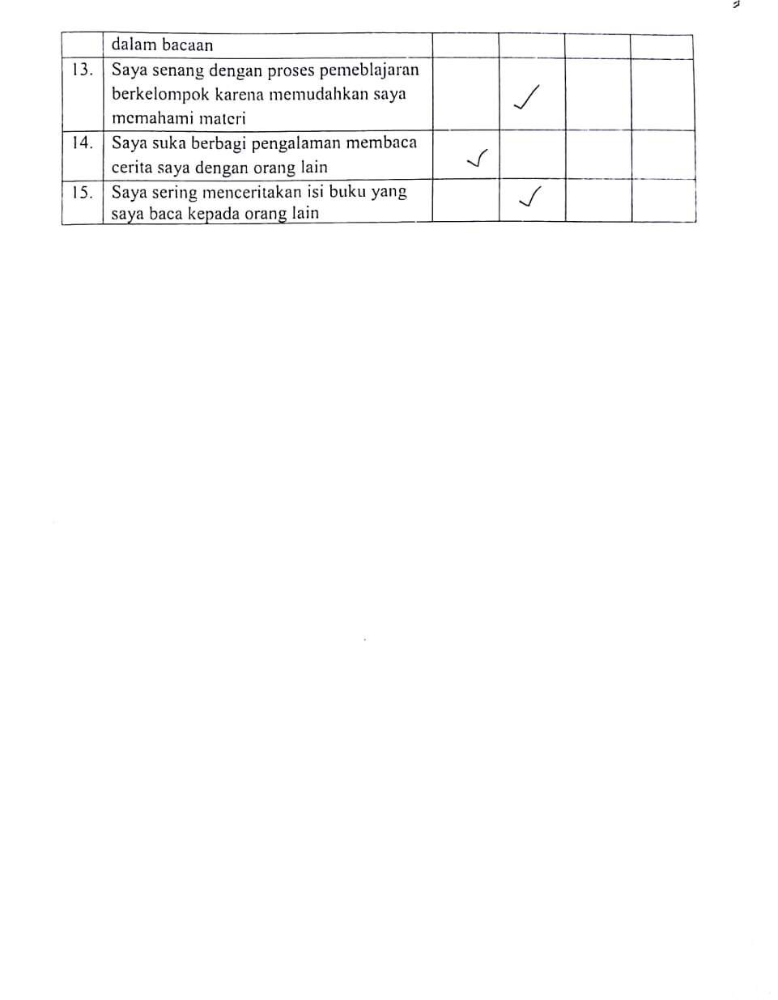 dalam bacaan
13. Saya senang dengan proses pemeblajaran
berkelompok karena memudahkan saya
memahami materi
14. Saya suka berbagi pengalaman membaca
cerita saya dengan orang lain
15. Saya sering menceritakan isi buku yang
saya baca kepada orang lain